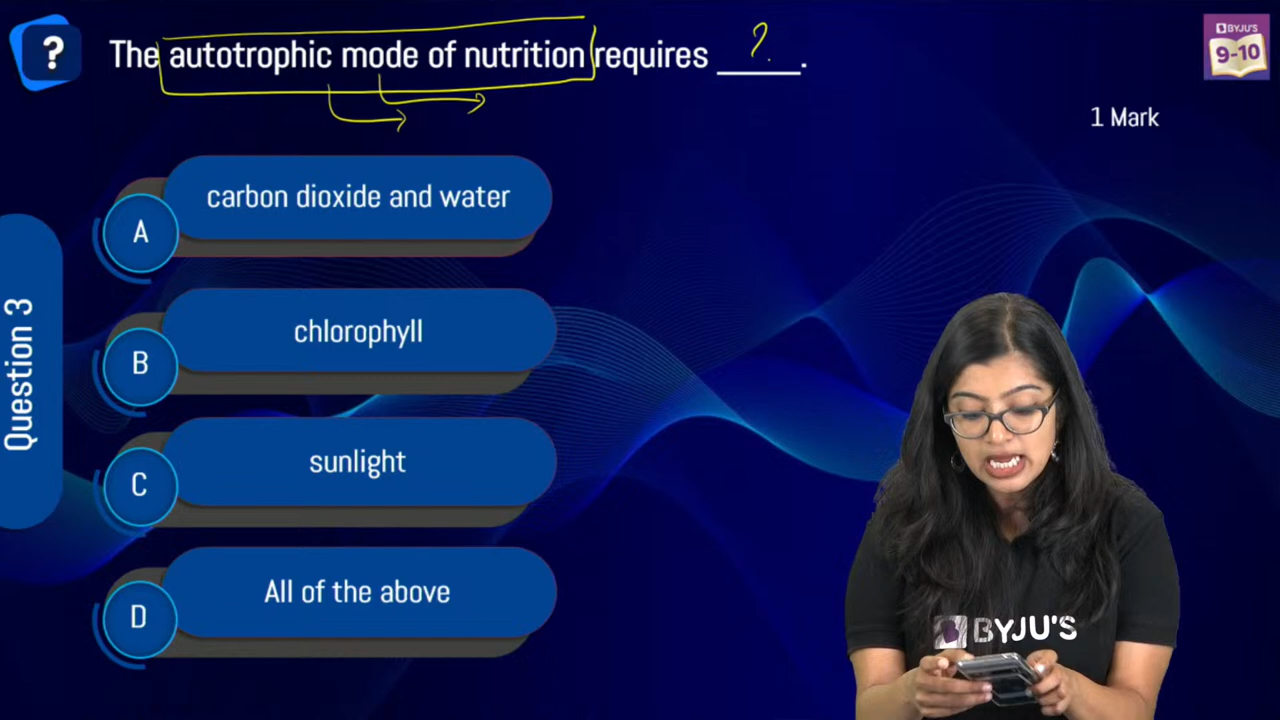 ?
The autotrophic mode of nutrition requires _____.
?
BYJU'S
9-10
1 Mark
Question 3
A
carbon dioxide and water
B
chlorophyll
C
sunlight
D
All of the above
BYJU'S